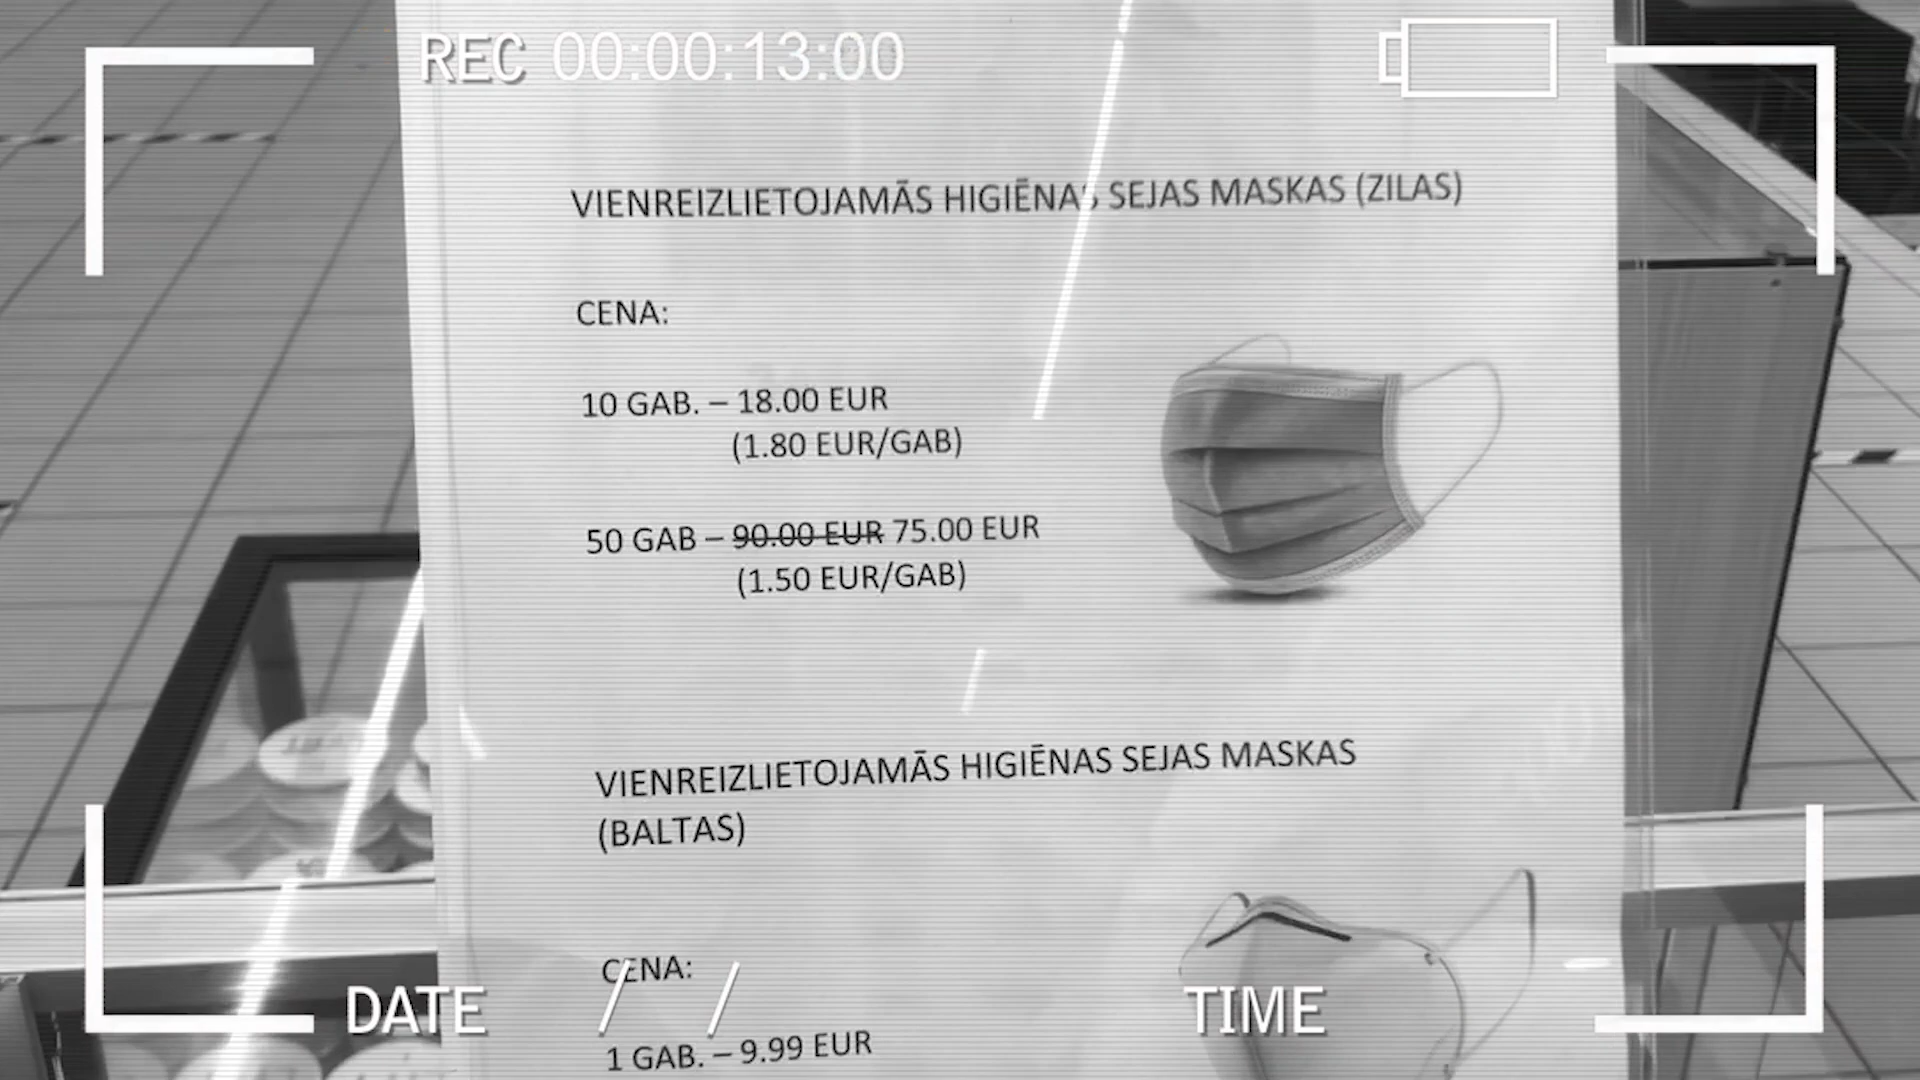 REC 00:00:13:00
VIENREIZLIETOJAMĀS HIGIĒNAS SEJAS MASKAS (ZILAS)
CENA:
10 GAB. – 18.00 EUR
(1.80 EUR/GAB)
50 GAB – 90.00 EUR 75.00 EUR
(1.50 EUR/GAB)
VIENREIZLIETOJAMĀS HIGIĒNAS SEJAS MASKAS
(BALTAS)
CENA:
DATE / / TIME
1 GAB. – 9.99 EUR